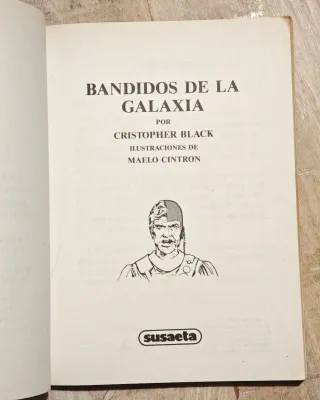 BANDIDOS DE LA
GALAXIA
POR
CRISTOPHER BLACK
ILUSTRACIONES DE
MAELO CINTRON
susaeta